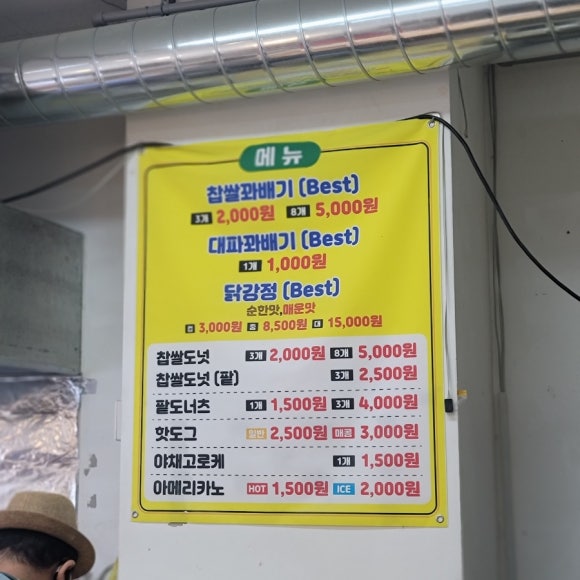 메뉴
찹쌀꽈배기 (Best)
3개 2,000원 8개 5,000원
대파꽈배기 (Best)
1개 1,000원
닭강정 (Best)
순한맛,매운맛
컵 3,000원 중 8,500원 대 15,000원
찹쌀도넛 3개 2,000원 8개 5,000원
찹쌀도넛 (팥) 3개 2,500원
팥도너츠 1개 1,500원 3개 4,000원
핫도그 일반 2,500원 매콤 3,000원
야채고로케 1개 1,500원
아메리카노 HOT 1,500원 ICE 2,000원